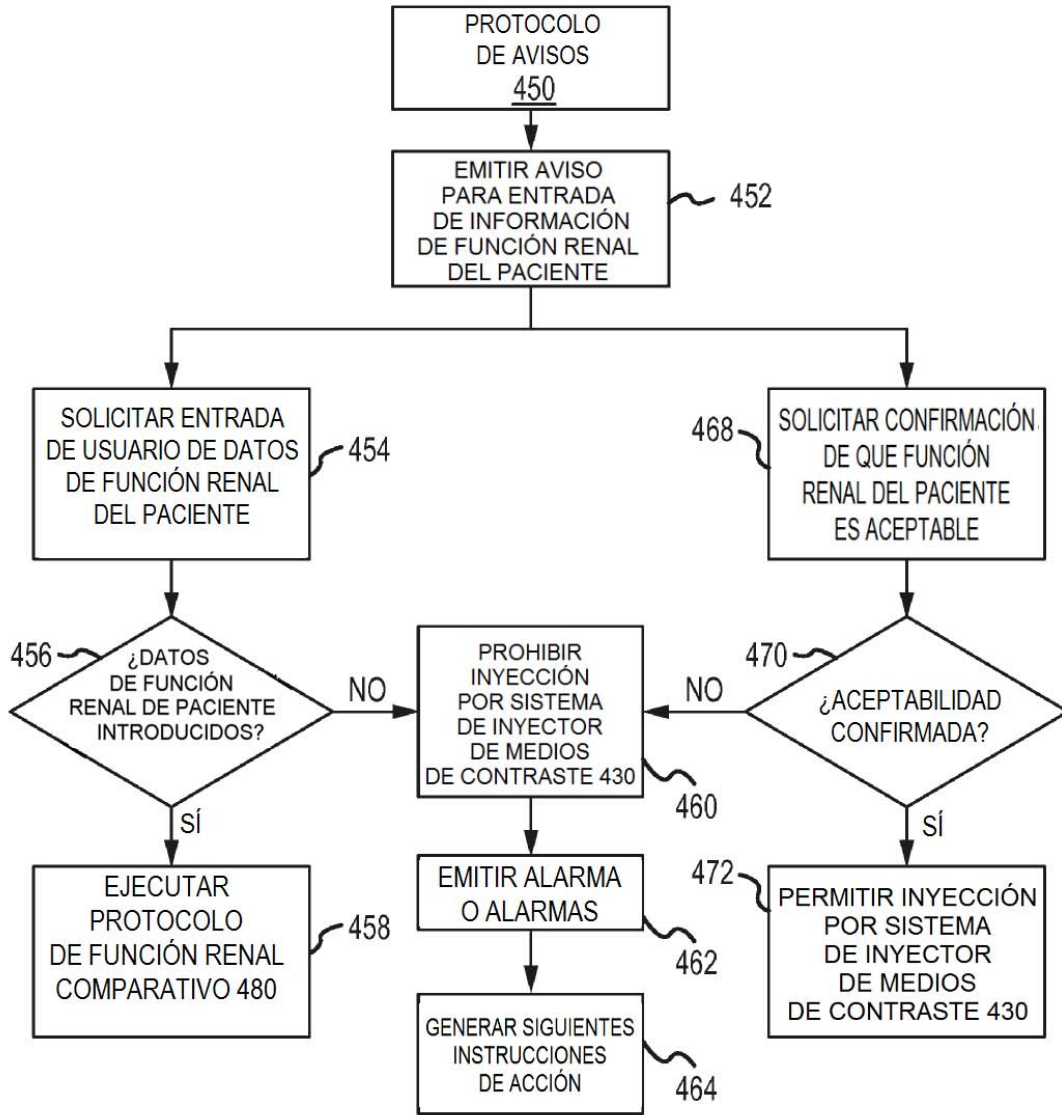 PROTOCOLO
DE AVISOS
450
EMITIR AVISO
PARA ENTRADA
DE INFORMACIÓN
DE FUNCIÓN RENAL
DEL PACIENTE
452
SOLICITAR ENTRADA
DE USUARIO DE DATOS
DE FUNCIÓN RENAL
DEL PACIENTE
454
468
SOLICITAR CONFIRMACIÓN
DE QUE FUNCIÓN
RENAL DEL PACIENTE
ES ACEPTABLE
456
¿DATOS
DE FUNCIÓN
RENAL DE PACIENTE
INTRODUCIDOS?
NO
PROHIBIR
INYECCIÓN
POR SISTEMA
DE INYECTOR
DE MEDIOS
DE CONTRASTE 430
460
NO
470
¿ACEPTABILIDAD
CONFIRMADA?
SÍ
SÍ
EJECUTAR
PROTOCOLO
DE FUNCIÓN RENAL
COMPARATIVO 480
458
EMITIR ALARMA
O ALARMAS
462
472
PERMITIR INYECCIÓN
POR SISTEMA
DE INYECTOR
DE MEDIOS
DE CONTRASTE 430
GENERAR SIGUIENTES
INSTRUCCIONES
DE ACCIÓN
464